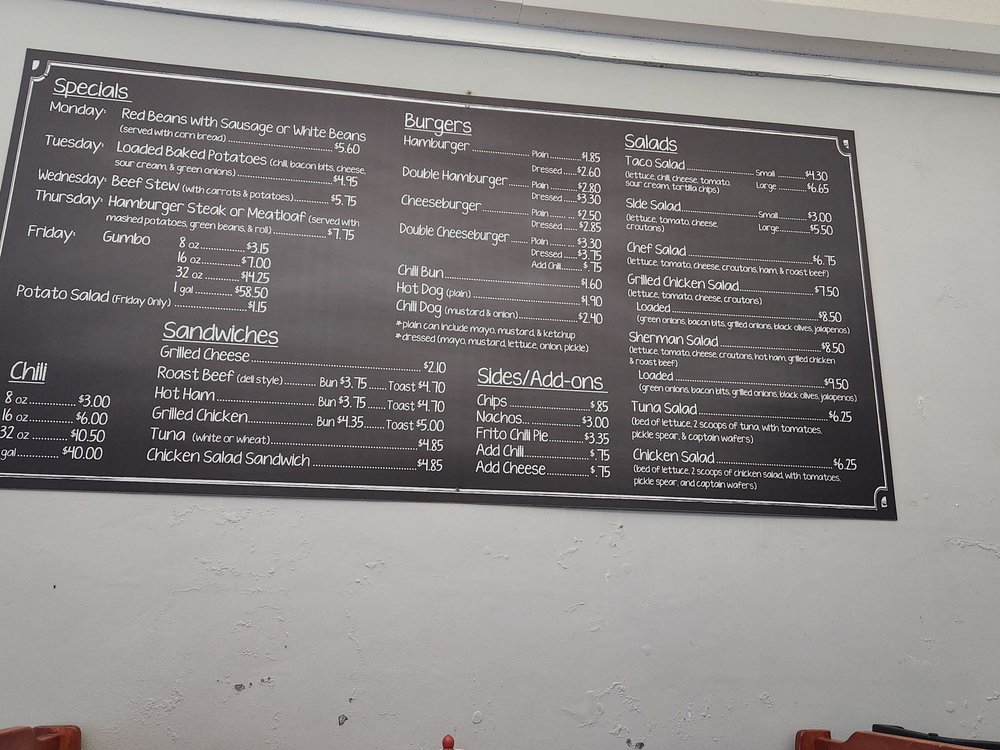 Specials
Monday: Red Beans with Sausage or White Beans
(served with corn bread) $5.60
Tuesday: Loaded Baked Potatoes (chili, bacon bits, cheese,
sour cream, & green onions) $4.95
Wednesday: Beef Stew (with carrots & potatoes) $5.75
Thursday: Hamburger Steak or Meatloaf (served with
mashed potatoes, green beans, & roll) $7.75
Friday: Gumbo 8 oz $3.15
16 oz $7.00
32 oz $14.25
1 gal $58.50
Potato Salad (Friday Only) $1.15
Chili
8 oz $3.00
16 oz $6.00
32 oz $10.50
gal $40.00
Sandwiches
Grilled Cheese $2.10
Roast Beef (deli style) Bun $3.75 Toast $4.70
Hot Ham Bun $3.75 Toast $4.70
Grilled Chicken Bun $4.35 Toast $5.00
Tuna (white or wheat) $4.85
Chicken Salad Sandwich $4.85
Burgers
Hamburger Plain $1.85
Dressed $2.60
Double Hamburger Plain $2.80
Dressed $3.30
Cheeseburger Plain $2.50
Dressed $2.85
Double Cheeseburger Plain $3.30
Dressed $3.75
Add Chili $.75
Chili Bun $1.60
Hot Dog (plain) $1.90
Chili Dog (mustard & onion) $2.40
*plain can include mayo, mustard, & ketchup
*dressed (mayo, mustard, lettuce, onion, pickle)
Sides/Add-ons
Chips $.85
Nachos $3.00
Frito Chili Pie $3.35
Add Chili $.75
Add Cheese $.75
Salads
Taco Salad Small $4.30
(lettuce, chili, cheese, tomato, Large $6.65
sour cream, tortilla chips)
Side Salad Small $3.00
(lettuce, tomato, cheese, Large $5.50
croutons)
Chef Salad $6.75
(lettuce, tomato, cheese, croutons, ham, & roast beef)
Grilled Chicken Salad $7.50
(lettuce, tomato, cheese, croutons)
Loaded $8.50
(green onions, bacon bits, grilled onions, black olives, jalapenos)
Sherman Salad $8.50
(lettuce, tomato, cheese, croutons, hot ham, grilled chicken
& roast beef)
Loaded $9.50
(green onions, bacon bits, grilled onions, black olives, jalapenos)
Tuna Salad $6.25
(bed of lettuce, 2 scoops of tuna, with tomatoes,
pickle spear, & captain wafers)
Chicken Salad $6.25
(bed of lettuce, 2 scoops of chicken salad, with tomatoes,
pickle spear, and captain wafers)